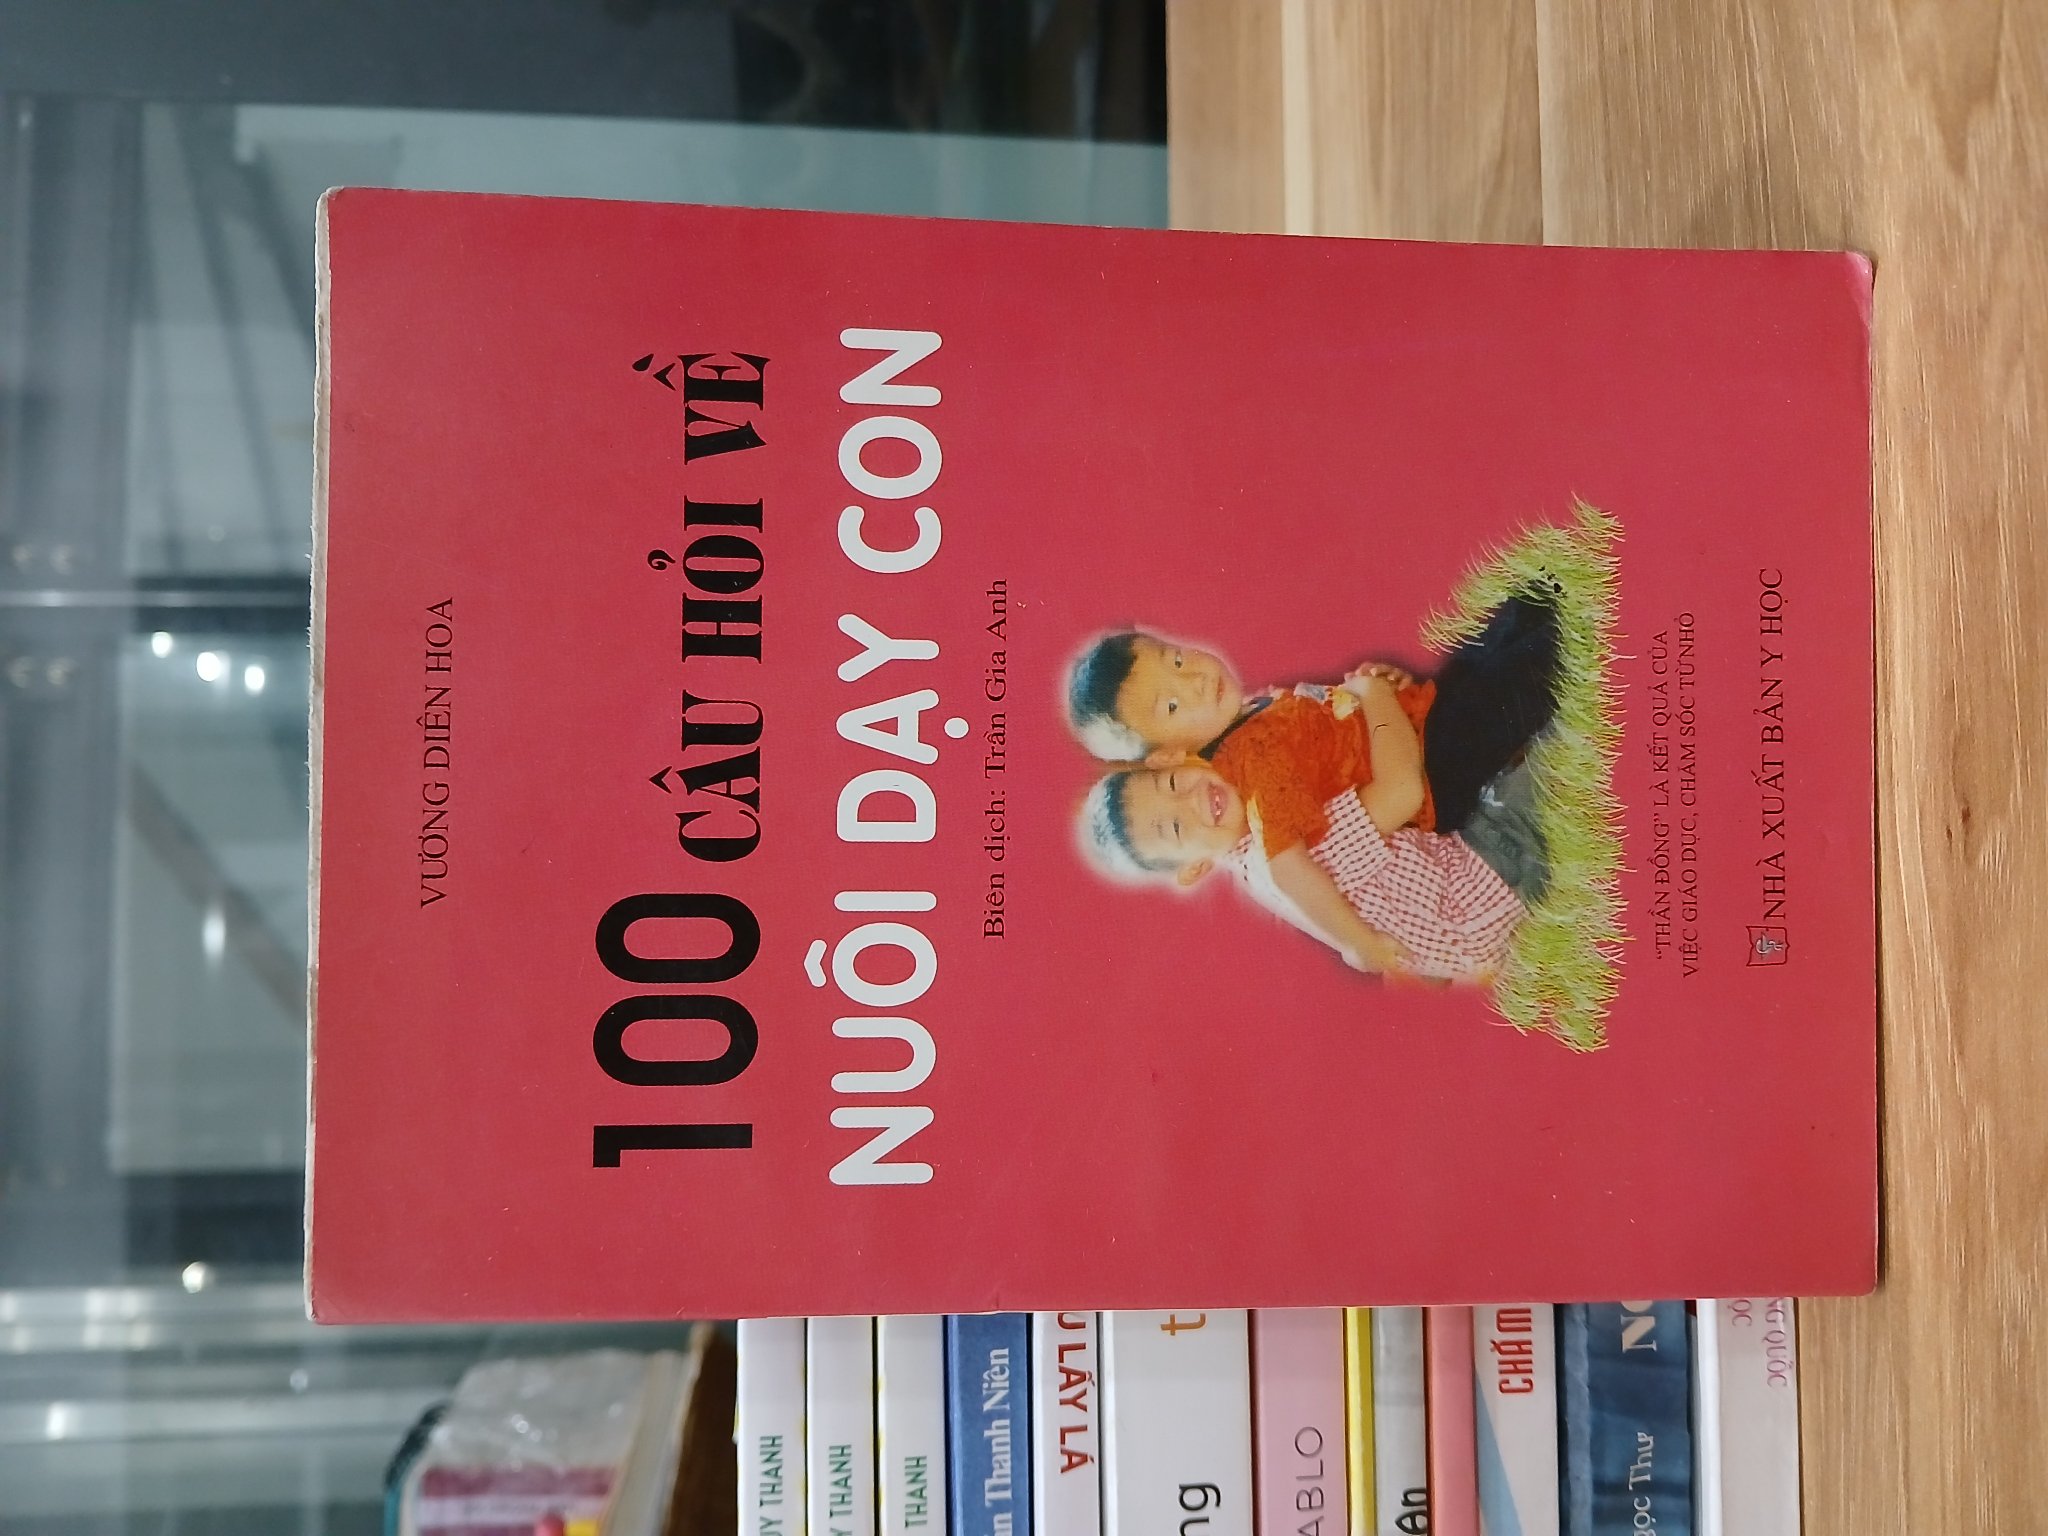 VƯƠNG DIÊN HOA
100 CÂU HỎI VỀ
NUÔI DẠY CON
Biên dịch: Trần Gia Anh
“THẦN ĐỒNG” LÀ KẾT QUẢ CỦA
VIỆC GIÁO DỤC, CHĂM SÓC TỪ NHỎ
NHÀ XUẤT BẢN Y HỌC
THANH
THANH
THANH
Thanh Niên
LẤY LÁ
ABLO
CHẤM
Thư
QUỐC